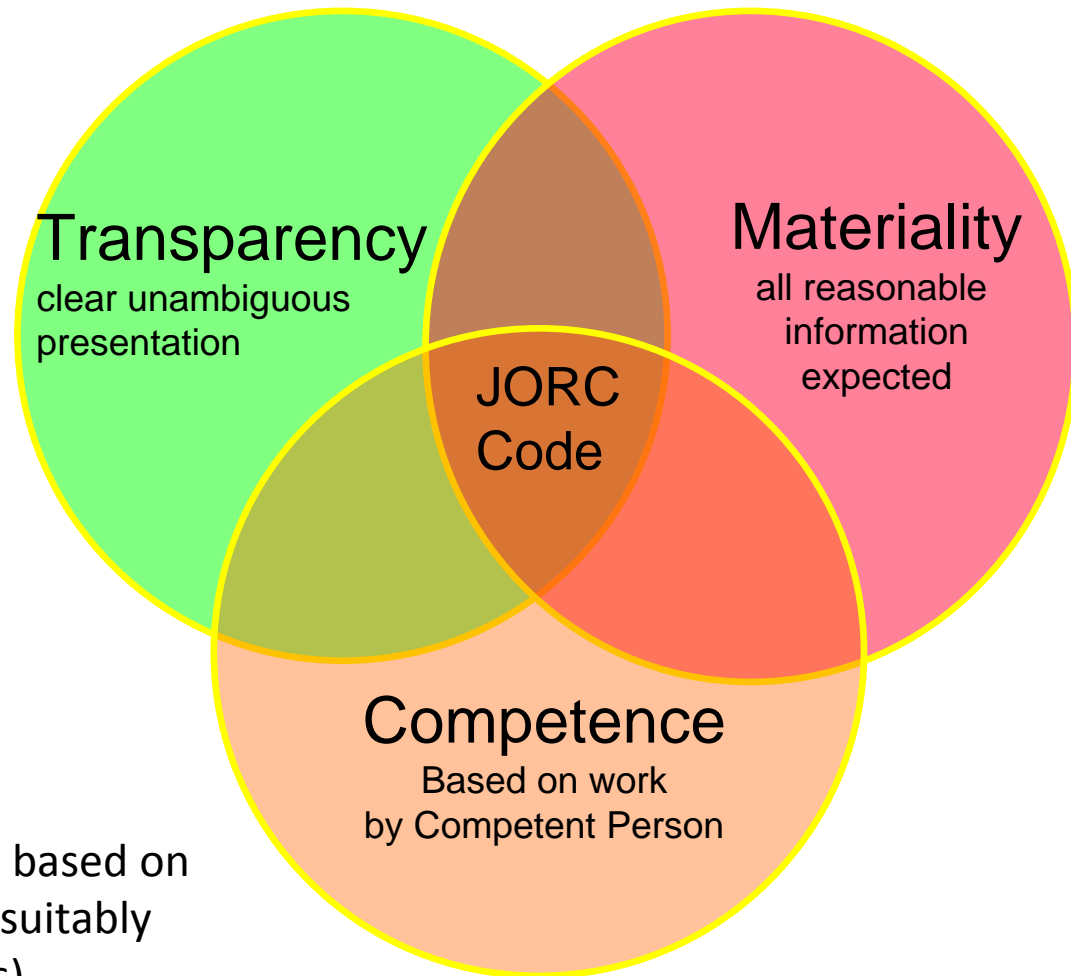 Transparency
clear unambiguous
presentation
Materiality
all reasonable
information
expected
JORC
Code
Competence
Based on work
by Competent Person
based on
suitably